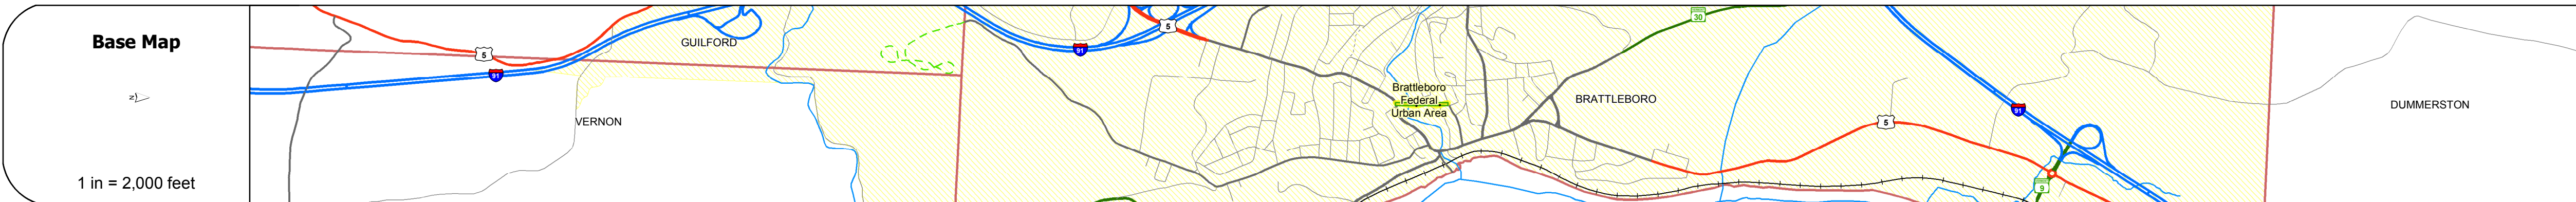 Base Map
N
1 in = 2,000 feet
5
91
GUILFORD
VERNON
91
5
Brattleboro
Federal
Urban Area
30
BRATTLEBORO
5
91
9
DUMMERSTON